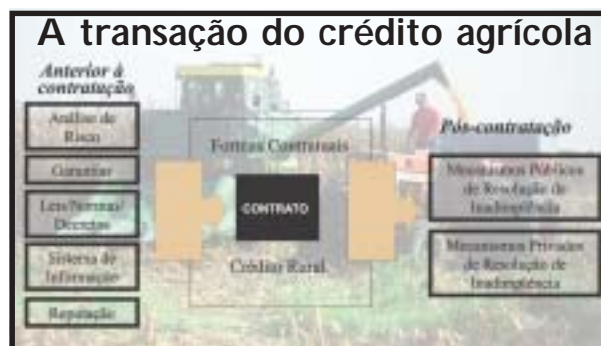 A transação do crédito agrícola
Anterior à
contratação
Análise de
Risco
Garantias
Leis/Normas/
Decretos
Sistema de
Informação
Reputação
Formas Contratuais
CONTRATO
Crédito Rural
Pós-contratação
Mecanismos Públicos
de Resolução de
Inadimplência
Mecanismos Privados
de Resolução de
Inadimplência